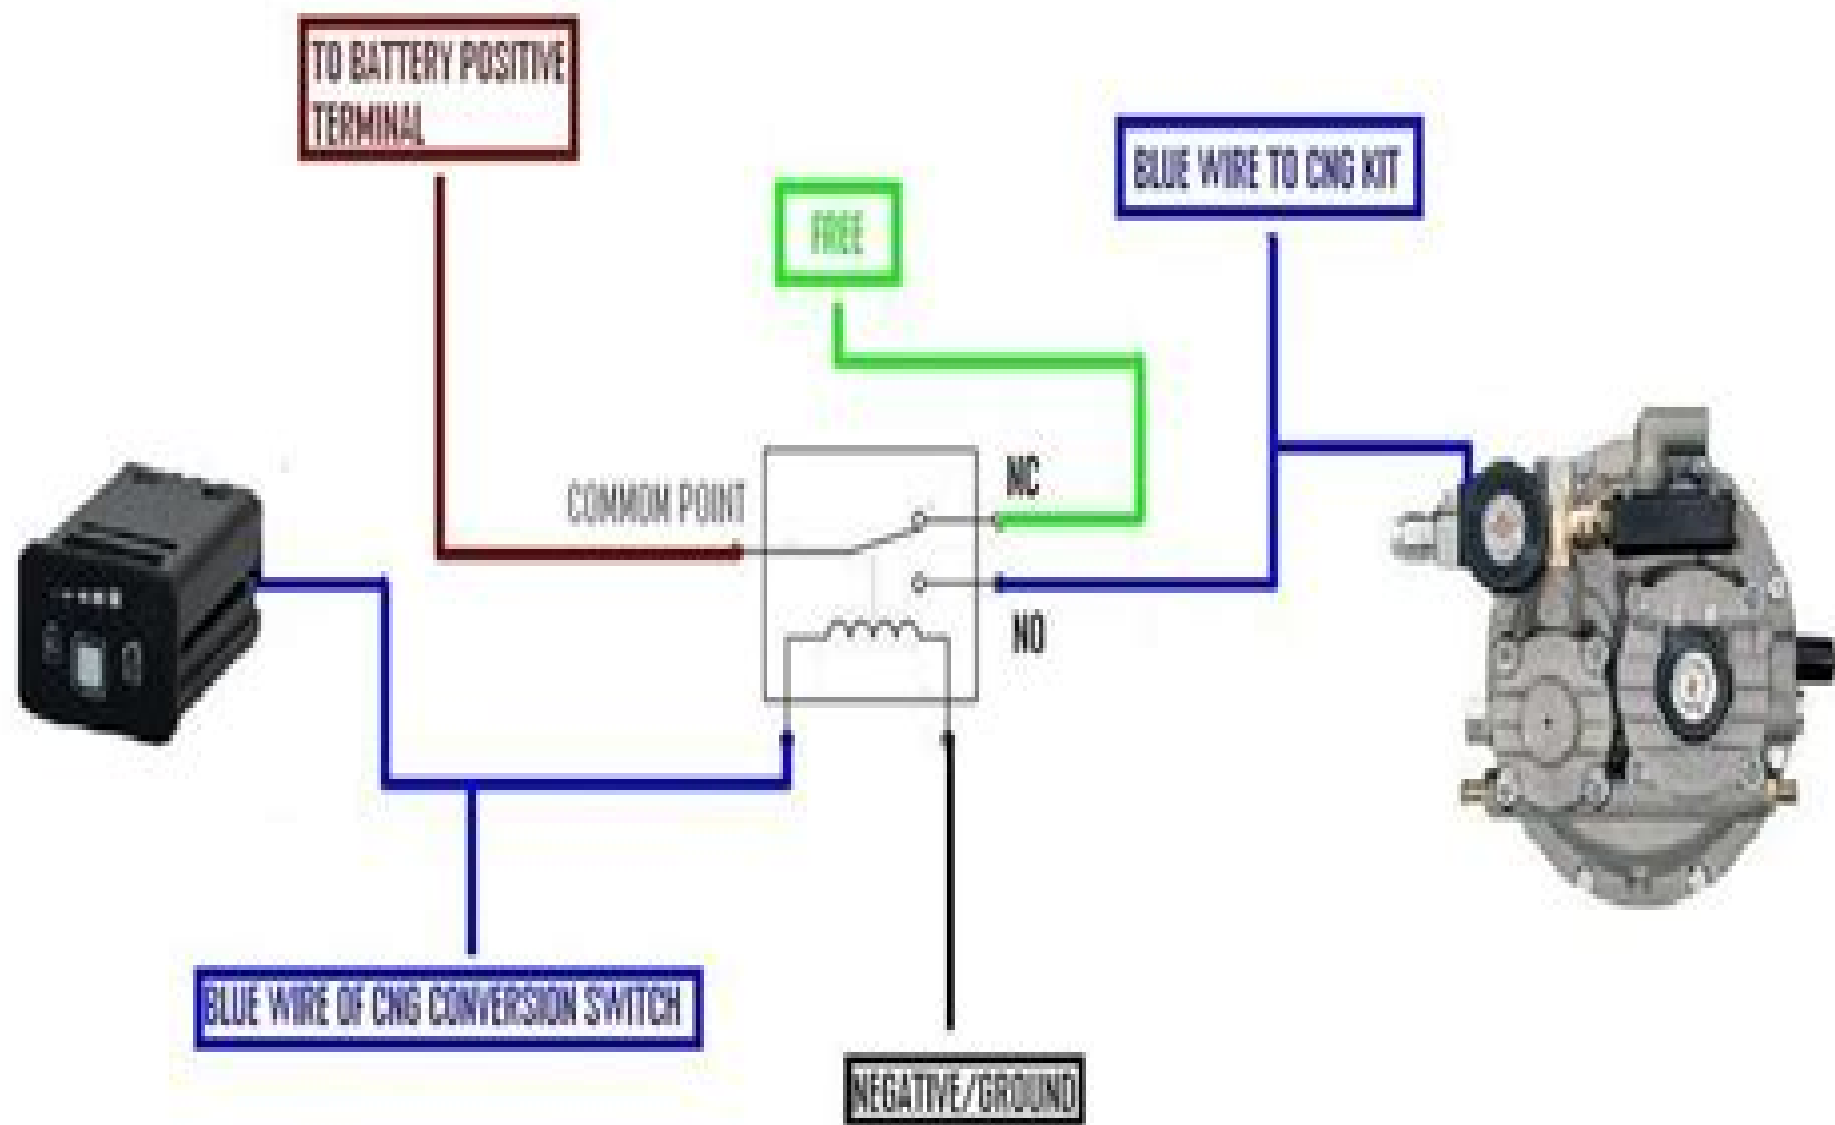 TO BATTERY POSITIVE
TERMINAL
BLUE WIRE TO CNG KIT
FREE
COMMON POINT
NC
NO
BLUE WIRE OF CNG CONVERSION SWITCH
NEGATIVE/GROUND